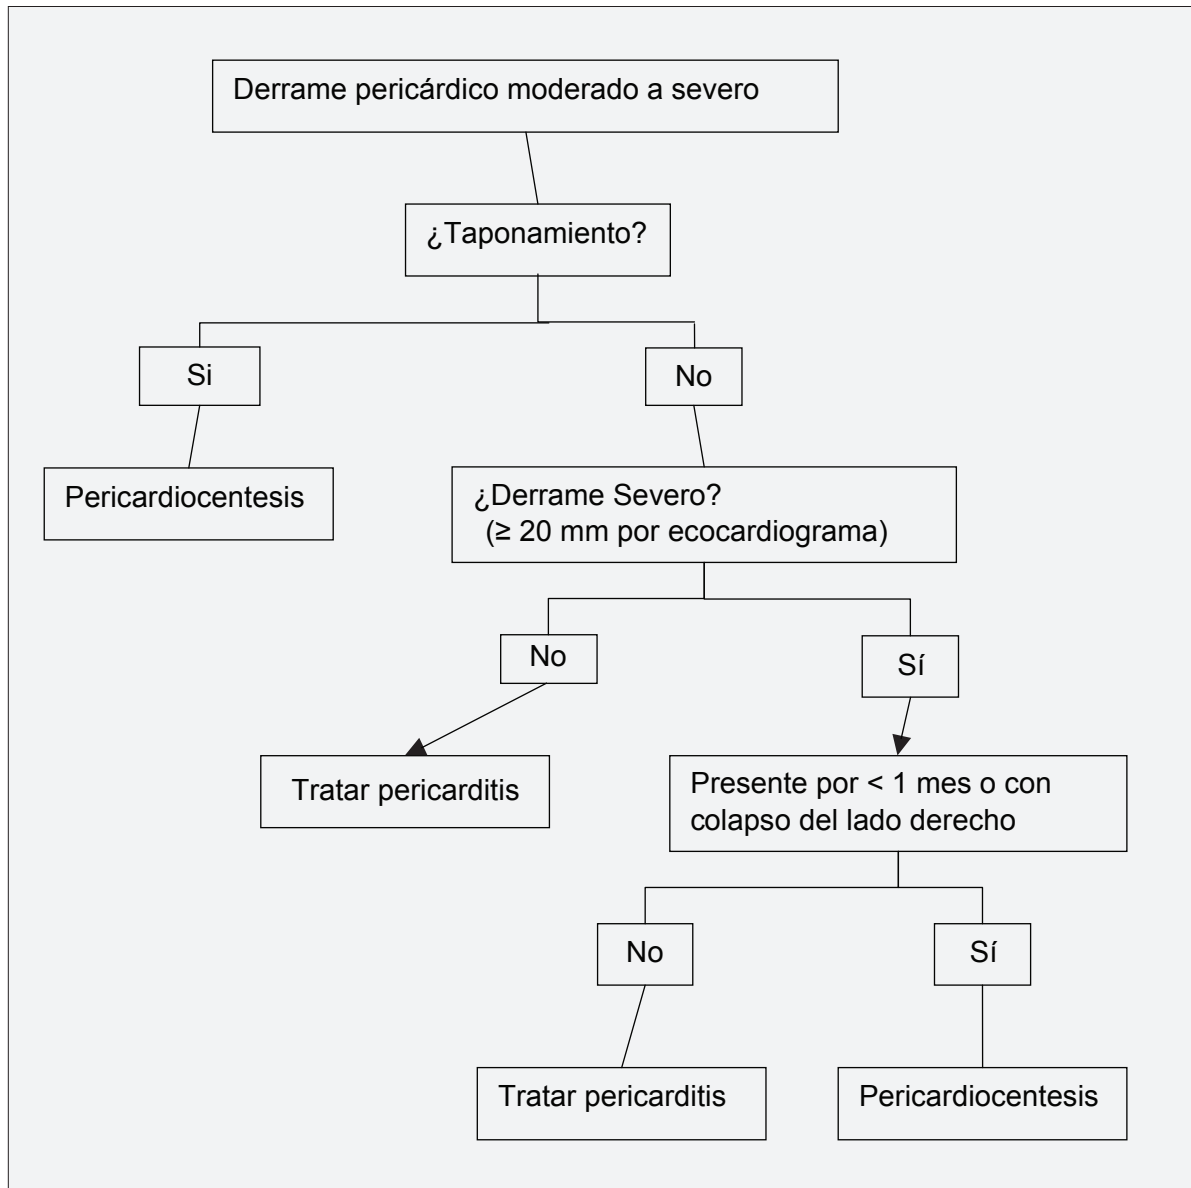 Derrame pericárdico moderado a severo
¿Taponamiento?
Si
No
Pericardiocentesis
¿Derrame Severo?
(≥ 20 mm por ecocardiograma)
No
Sí
Tratar pericarditis
Presente por < 1 mes o con
colapso del lado derecho
No
Sí
Tratar pericarditis
Pericardiocentesis